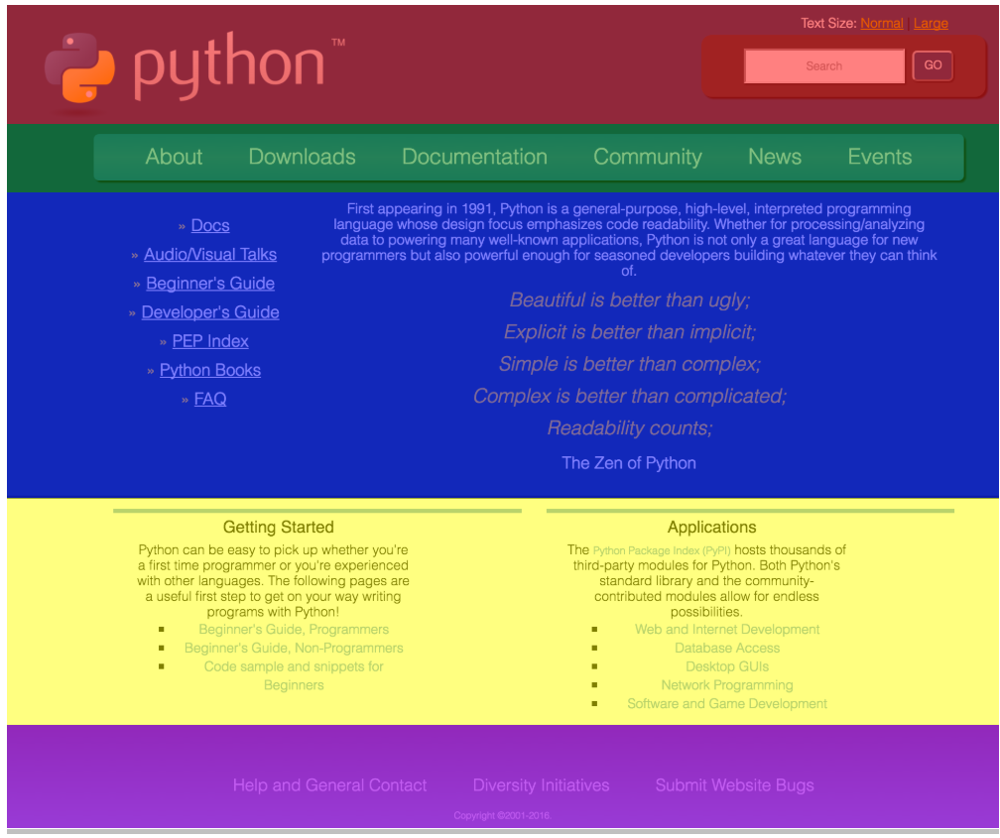 Text Size: Normal | Large
python™
Search
GO
About Downloads Documentation Community News Events
» Docs
» Audio/Visual Talks
» Beginner's Guide
» Developer's Guide
» PEP Index
» Python Books
» FAQ
First appearing in 1991, Python is a general-purpose, high-level, interpreted programming
language whose design focus emphasizes code readability. Whether for processing/analyzing
data to powering many well-known applications, Python is not only a great language for new
programmers but also powerful enough for seasoned developers building whatever they can think
of.
Beautiful is better than ugly;
Explicit is better than implicit;
Simple is better than complex;
Complex is better than complicated;
Readability counts;
The Zen of Python
Getting Started
Python can be easy to pick up whether you're
a first time programmer or you're experienced
with other languages. The following pages are
a useful first step to get on your way writing
programs with Python!
▪ Beginner's Guide, Programmers
▪ Beginner's Guide, Non-Programmers
▪ Code sample and snippets for
Beginners
Applications
The Python Package Index (PyPI) hosts thousands of
third-party modules for Python. Both Python's
standard library and the community-
contributed modules allow for endless
possibilities.
▪ Web and Internet Development
▪ Database Access
▪ Desktop GUIs
▪ Network Programming
▪ Software and Game Development
Help and General Contact Diversity Initiatives Submit Website Bugs
Copyright ©2001-2016.